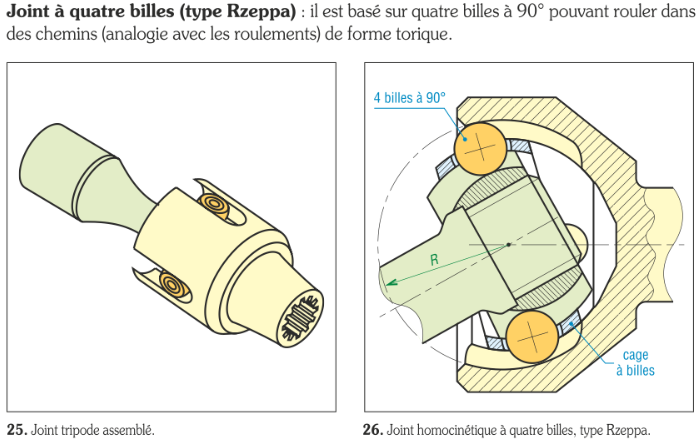 Joint à quatre billes (type Rzeppa) : il est basé sur quatre billes à 90° pouvant rouler dans
des chemins (analogie avec les roulements) de forme torique.
4 billes à 90°
R
cage
à billes
25. Joint tripode assemblé.
26. Joint homocinétique à quatre billes, type Rzeppa.